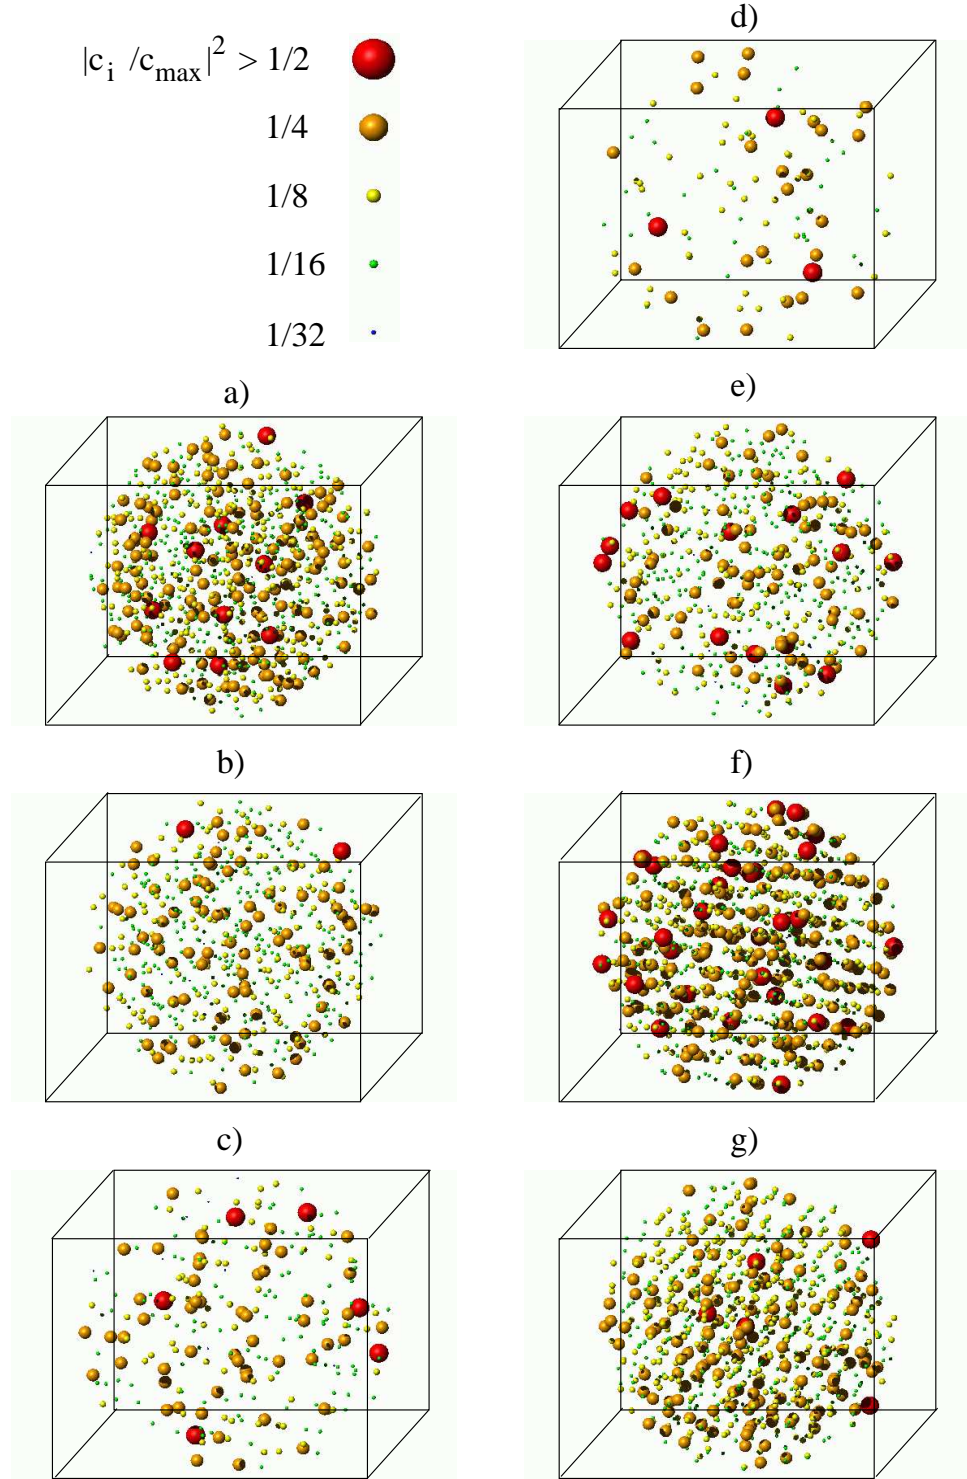 d)
|c_i /c_max|^2 > 1/2
1/4
1/8
1/16
1/32
a)
e)
b)
f)
c)
g)